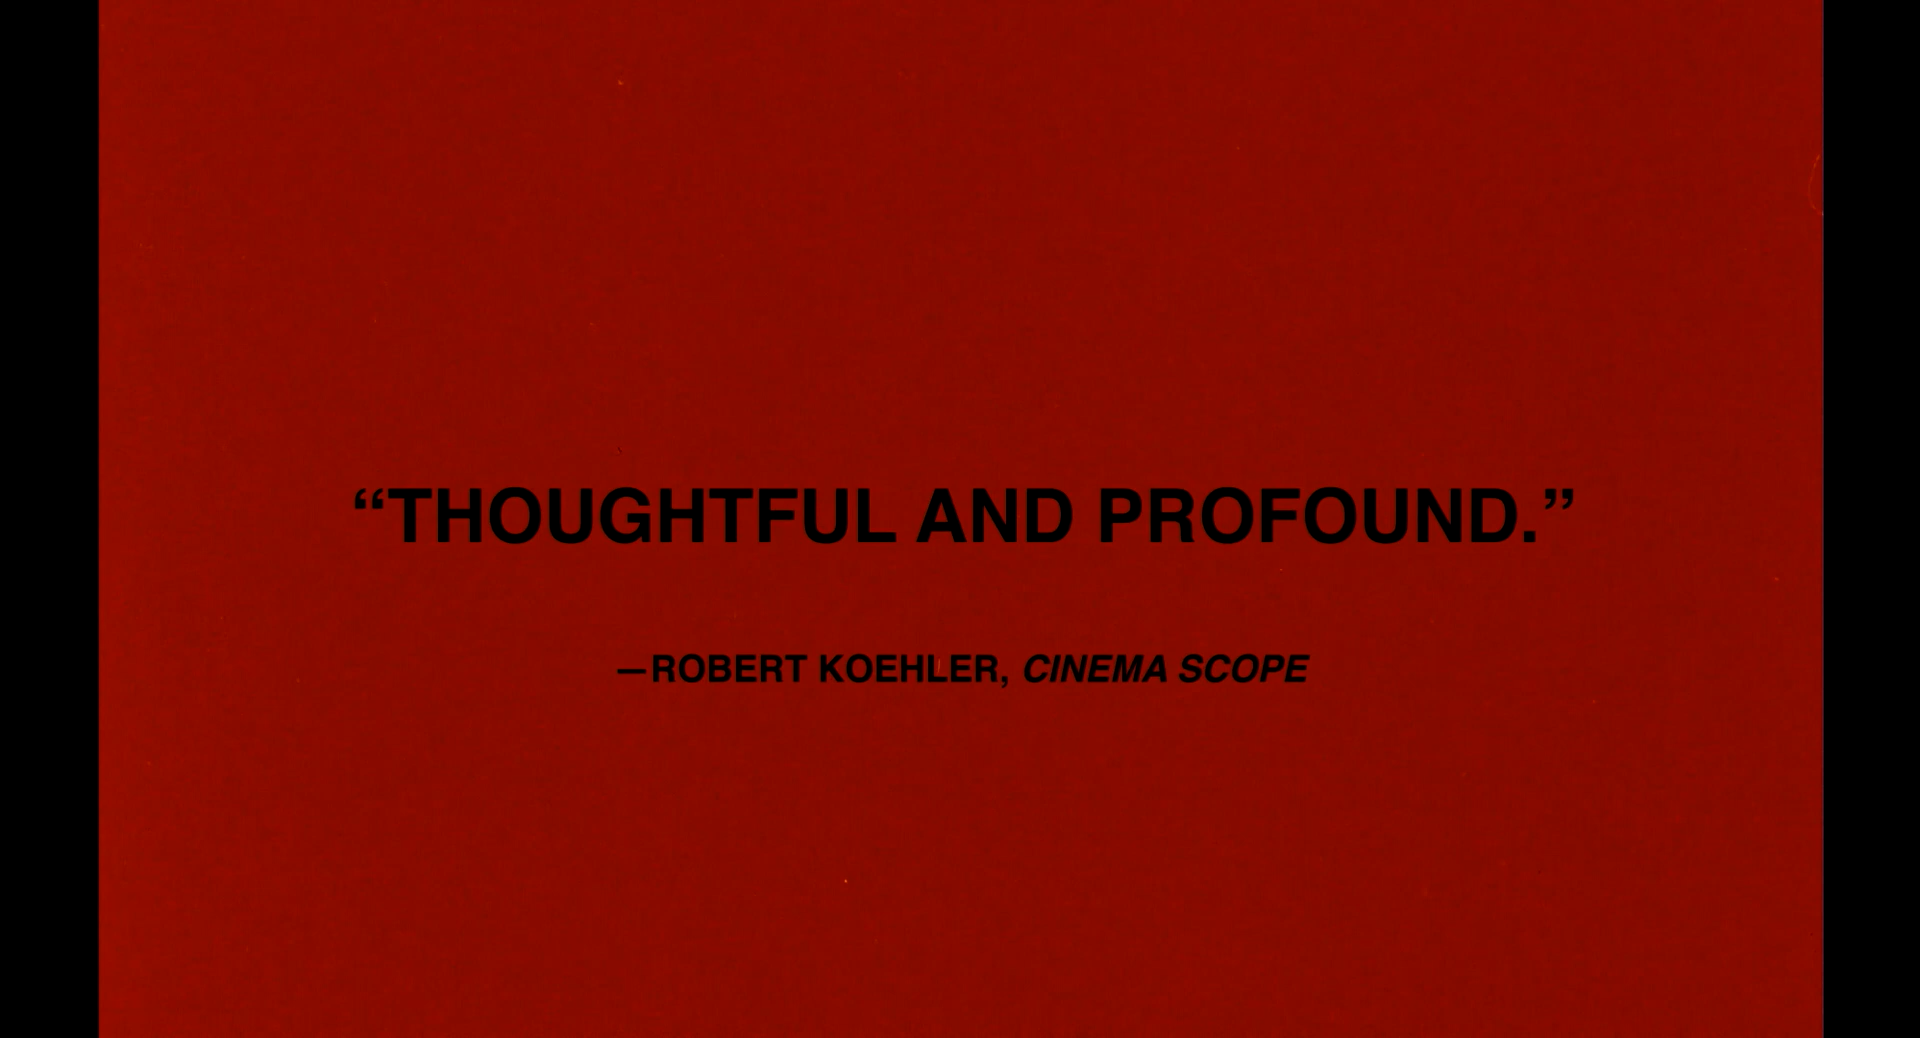 “THOUGHTFUL AND PROFOUND.”
—ROBERT KOEHLER, CINEMA SCOPE